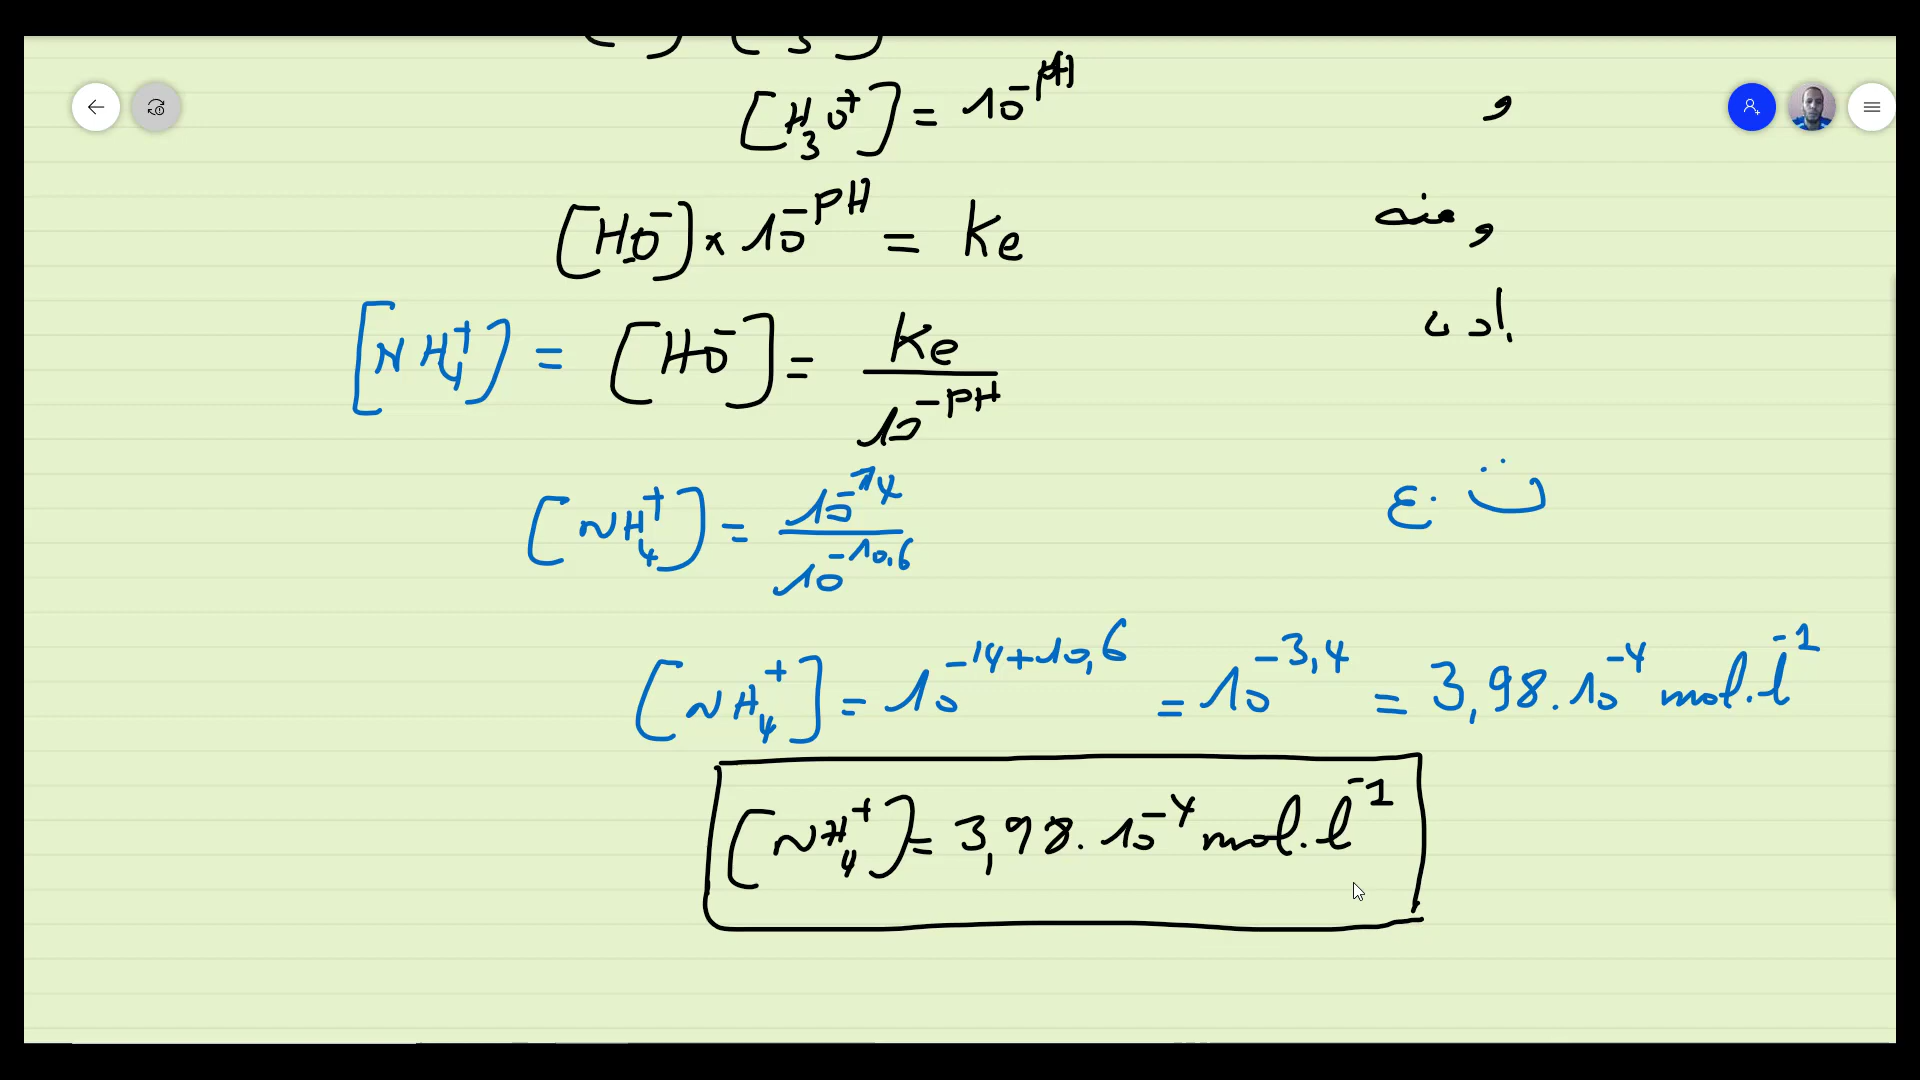 [H₃O⁺] = 10^-PH و
[HO⁻] × 10^-PH = Ke ومنه
[NH₄⁺] = [HO⁻] = Ke / 10^-PH إذن
[NH₄⁺] = 10^-14 / 10^-10,6 ت.ع
[NH₄⁺] = 10^-14+10,6 = 10^-3,4 = 3,98.10^-4 mol.l^-1
[NH₄⁺] = 3,98.10^-4 mol.l^-1